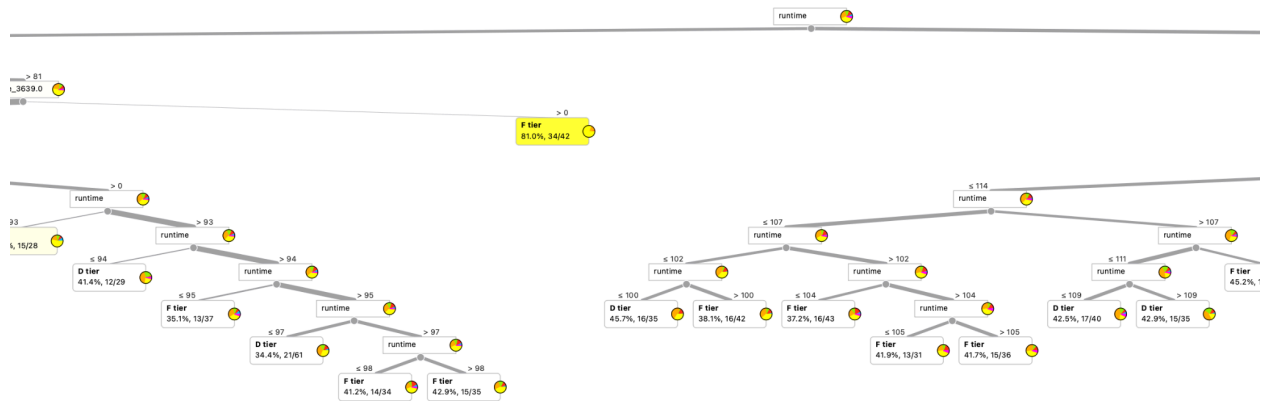 runtime
> 81
_3639.0
> 0
F tier
81.0%, 34/42
> 0
runtime
≤ 114
runtime
93
> 93
runtime
≤ 107
runtime
> 107
runtime
%, 15/28
≤ 94
D tier
41.4%, 12/29
> 94
runtime
≤ 102
runtime
> 102
runtime
≤ 111
runtime
F tier
45.2%, 1
≤ 95
F tier
35.1%, 13/37
> 95
runtime
≤ 100
D tier
45.7%, 16/35
> 100
F tier
38.1%, 16/42
≤ 104
F tier
37.2%, 16/43
> 104
runtime
≤ 109
D tier
42.5%, 17/40
> 109
D tier
42.9%, 15/35
≤ 97
D tier
34.4%, 21/61
> 97
runtime
≤ 105
F tier
41.9%, 13/31
> 105
F tier
41.7%, 15/36
≤ 98
F tier
41.2%, 14/34
> 98
F tier
42.9%, 15/35